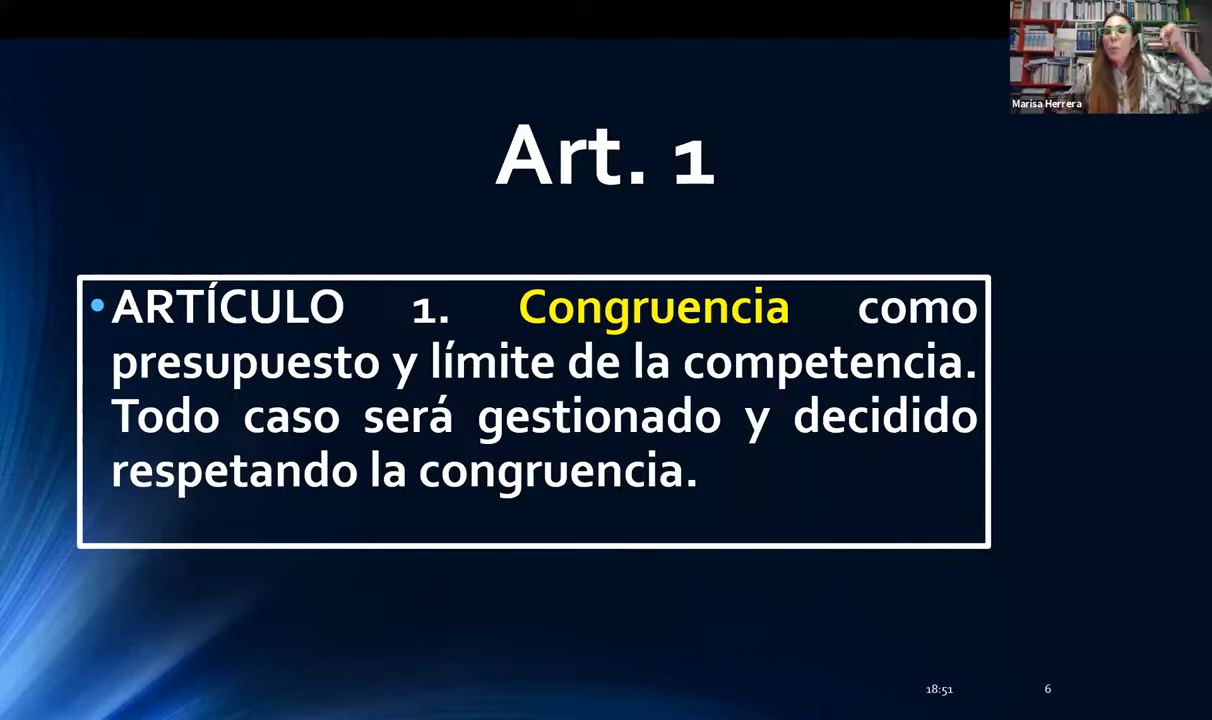 Marisa Herrera
Art. 1
• ARTÍCULO 1. Congruencia como
presupuesto y límite de la competencia.
Todo caso será gestionado y decidido
respetando la congruencia.
18:51
6